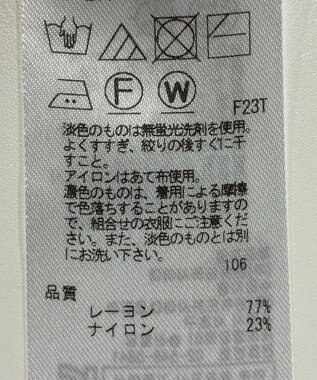 F
W
F23T
淡色のものは無蛍光洗剤を使用。
よくすすぎ、絞りの後すぐに干
すこと。
アイロンはあて布使用。
濃色のものは、着用による摩擦
で色落ちすることがありますの
で、組合せの衣服にご注意くださ
い。また、淡色のものとは別
にお洗い下さい。
106
品質
レーヨン 77%
ナイロン 23%